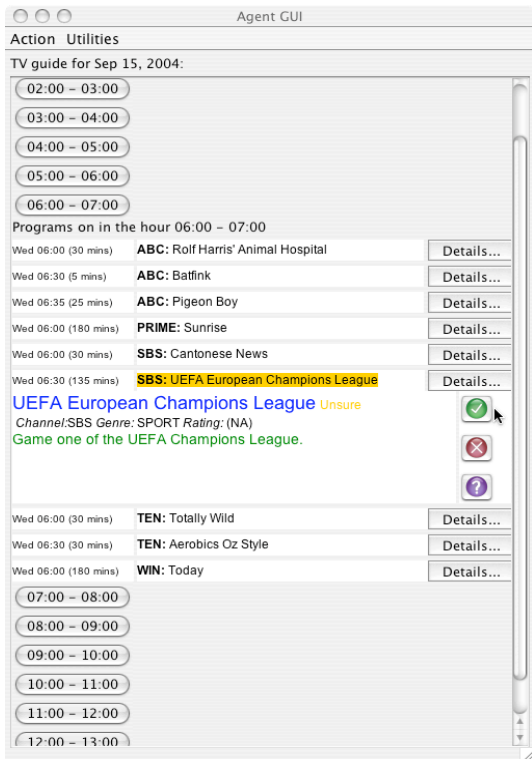 Agent GUI
Action Utilities
TV guide for Sep 15, 2004:
02:00 - 03:00
03:00 - 04:00
04:00 - 05:00
05:00 - 06:00
06:00 - 07:00
Programs on in the hour 06:00 - 07:00
Wed 06:00 (30 mins) ABC: Rolf Harris' Animal Hospital Details...
Wed 06:30 (5 mins) ABC: Batfink Details...
Wed 06:35 (25 mins) ABC: Pigeon Boy Details...
Wed 06:00 (180 mins) PRIME: Sunrise Details...
Wed 06:00 (30 mins) SBS: Cantonese News Details...
Wed 06:30 (135 mins) SBS: UEFA European Champions League Details...
UEFA European Champions League Unsure
Channel:SBS Genre: SPORT Rating: (NA)
Game one of the UEFA Champions League.
?
Wed 06:00 (30 mins) TEN: Totally Wild Details...
Wed 06:30 (30 mins) TEN: Aerobics Oz Style Details...
Wed 06:00 (180 mins) WIN: Today Details...
07:00 - 08:00
08:00 - 09:00
09:00 - 10:00
10:00 - 11:00
11:00 - 12:00
12:00 - 13:00